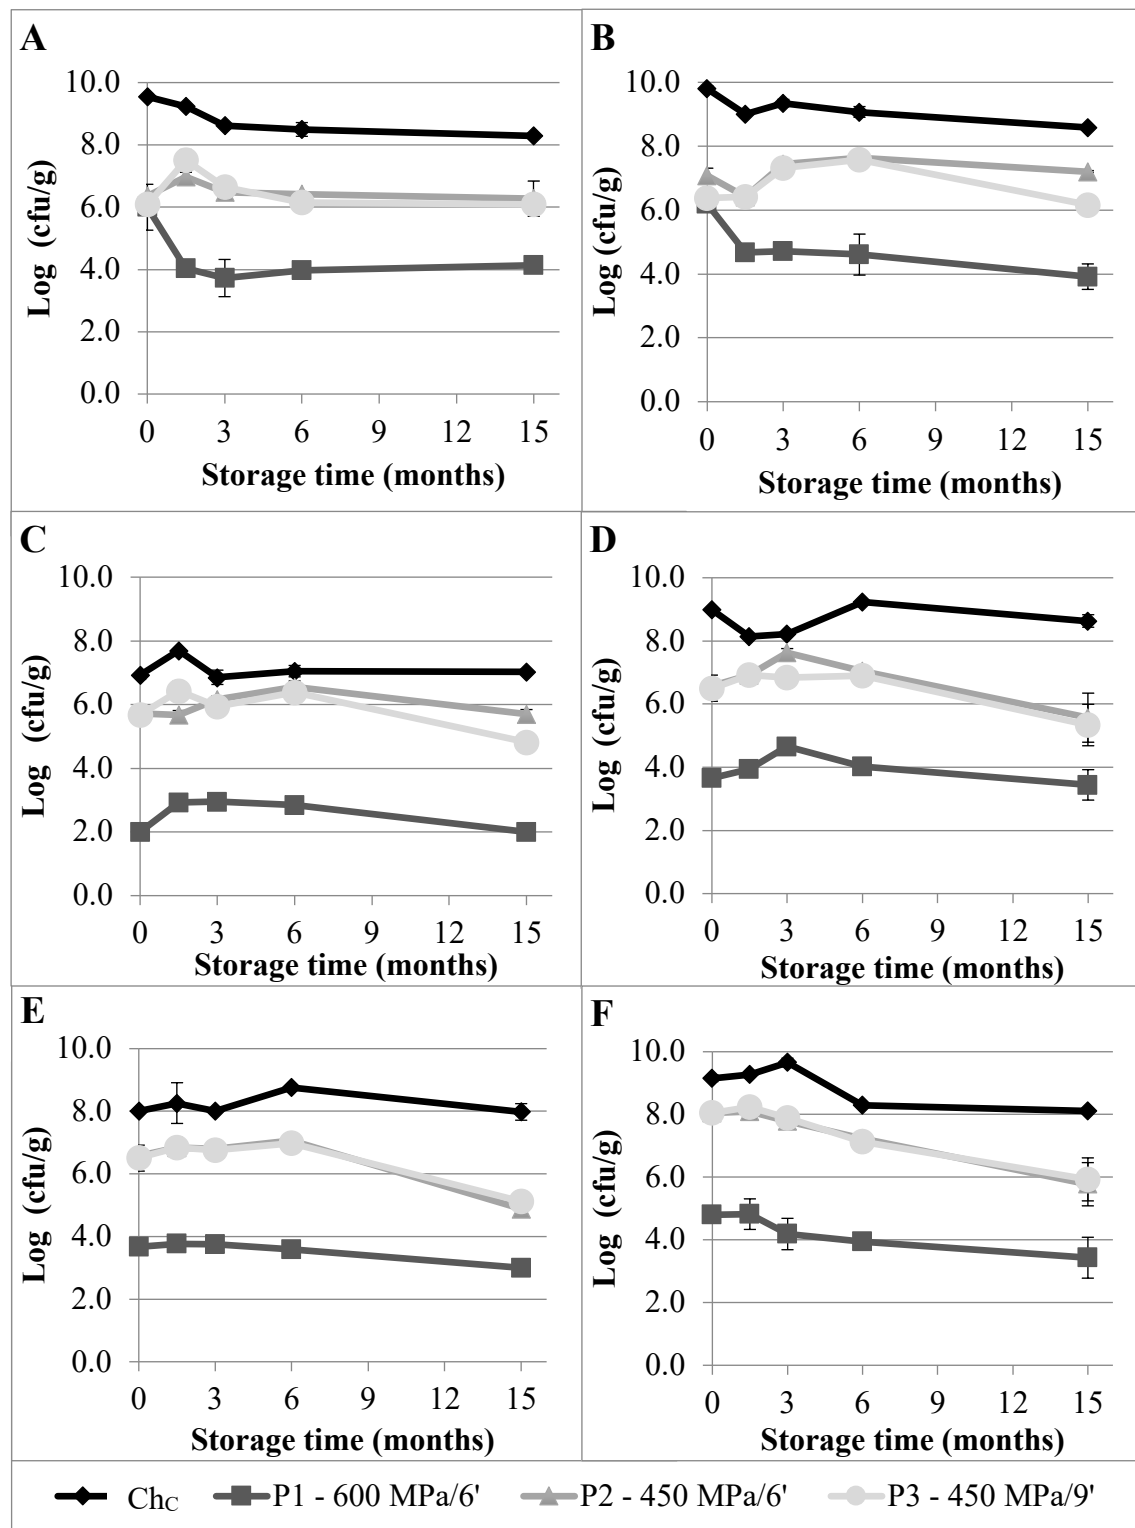 A
10.0
8.0
6.0
4.0
2.0
0.0
Log (cfu/g)
0 3 6 9 12 15
Storage time (months)
B
10.0
8.0
6.0
4.0
2.0
0.0
Log (cfu/g)
0 3 6 9 12 15
Storage time (months)
C
10.0
8.0
6.0
4.0
2.0
0.0
Log (cfu/g)
0 3 6 9 12 15
Storage time (months)
D
10.0
8.0
6.0
4.0
2.0
0.0
Log (cfu/g)
0 3 6 9 12 15
Storage time (months)
E
10.0
8.0
6.0
4.0
2.0
0.0
Log (cfu/g)
0 3 6 9 12 15
Storage time (months)
F
10.0
8.0
6.0
4.0
2.0
0.0
Log (cfu/g)
0 3 6 9 12 15
Storage time (months)
ChC P1 - 600 MPa/6' P2 - 450 MPa/6' P3 - 450 MPa/9'